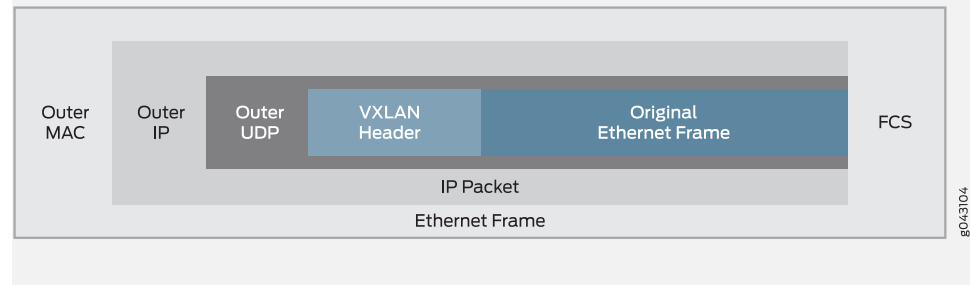 Outer
MAC
Outer
IP
Outer
UDP
VXLAN
Header
Original
Ethernet Frame
FCS
IP Packet
Ethernet Frame
g043104